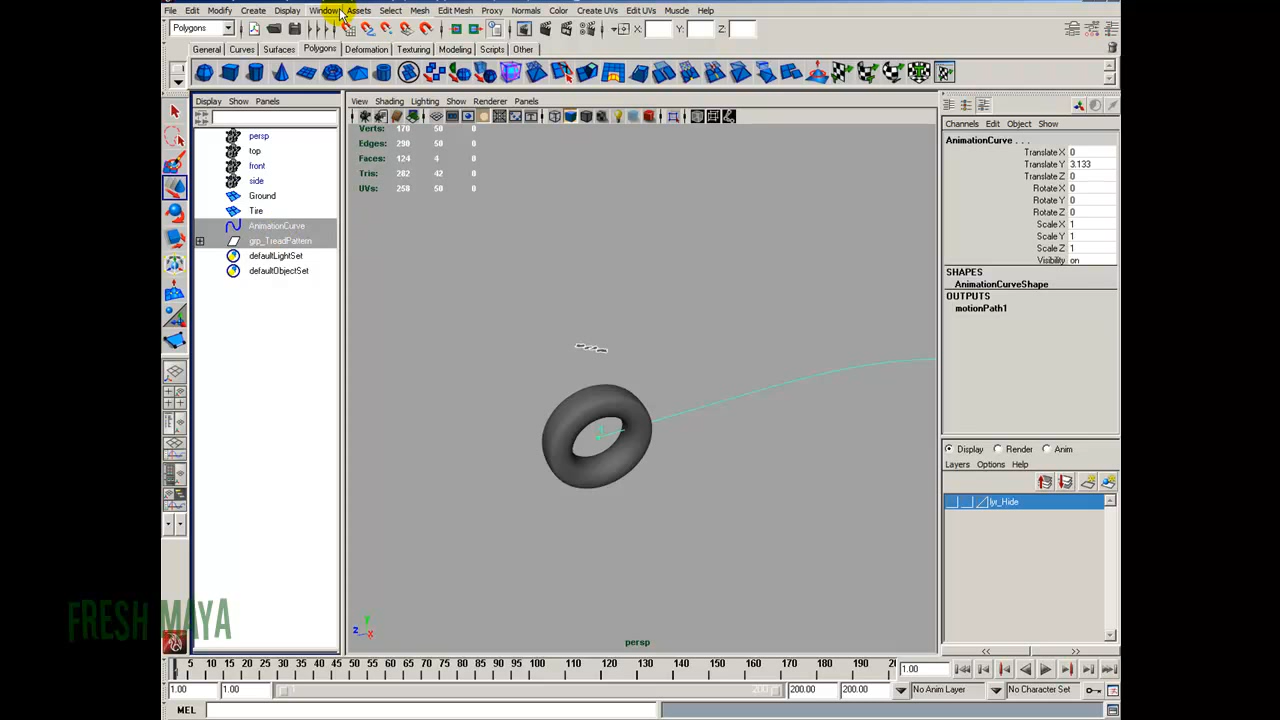 File Edit Modify Create Display Window Assets Select Mesh Edit Mesh Proxy Normals Color Create UVs Edit UVs Muscle Help
Polygons X: Y: Z:
General Curves Surfaces Polygons Deformation Texturing Modeling Scripts Other
Display Show Panels
View Shading Lighting Show Renderer Panels
persp
top
front
side
Ground
Tire
AnimationCurve
grp_TreadPattern
defaultLightSet
defaultObjectSet
Verts: 170 50 0
Edges: 290 50 0
Faces: 124 4 0
Tris: 202 42 0
UVs: 250 50 0
y
z x
persp
Channels Edit Object Show
AnimationCurve . . .
Translate X 0
Translate Y 3.133
Translate Z 0
Rotate X 0
Rotate Y 0
Rotate Z 0
Scale X 1
Scale Y 1
Scale Z 1
Visibility on
SHAPES
AnimationCurveShape
OUTPUTS
motionPath1
Display Render Anim
Layers Options Help
lyr_Hide
FRESH MAYA
5 10 15 20 25 30 35 40 45 50 55 60 65 70 75 80 85 90 95 100 110 120 130 140 150 160 170 180 190 1.00
1.00 1.00 200 200.00 200.00 No Anim Layer No Character Set
MEL